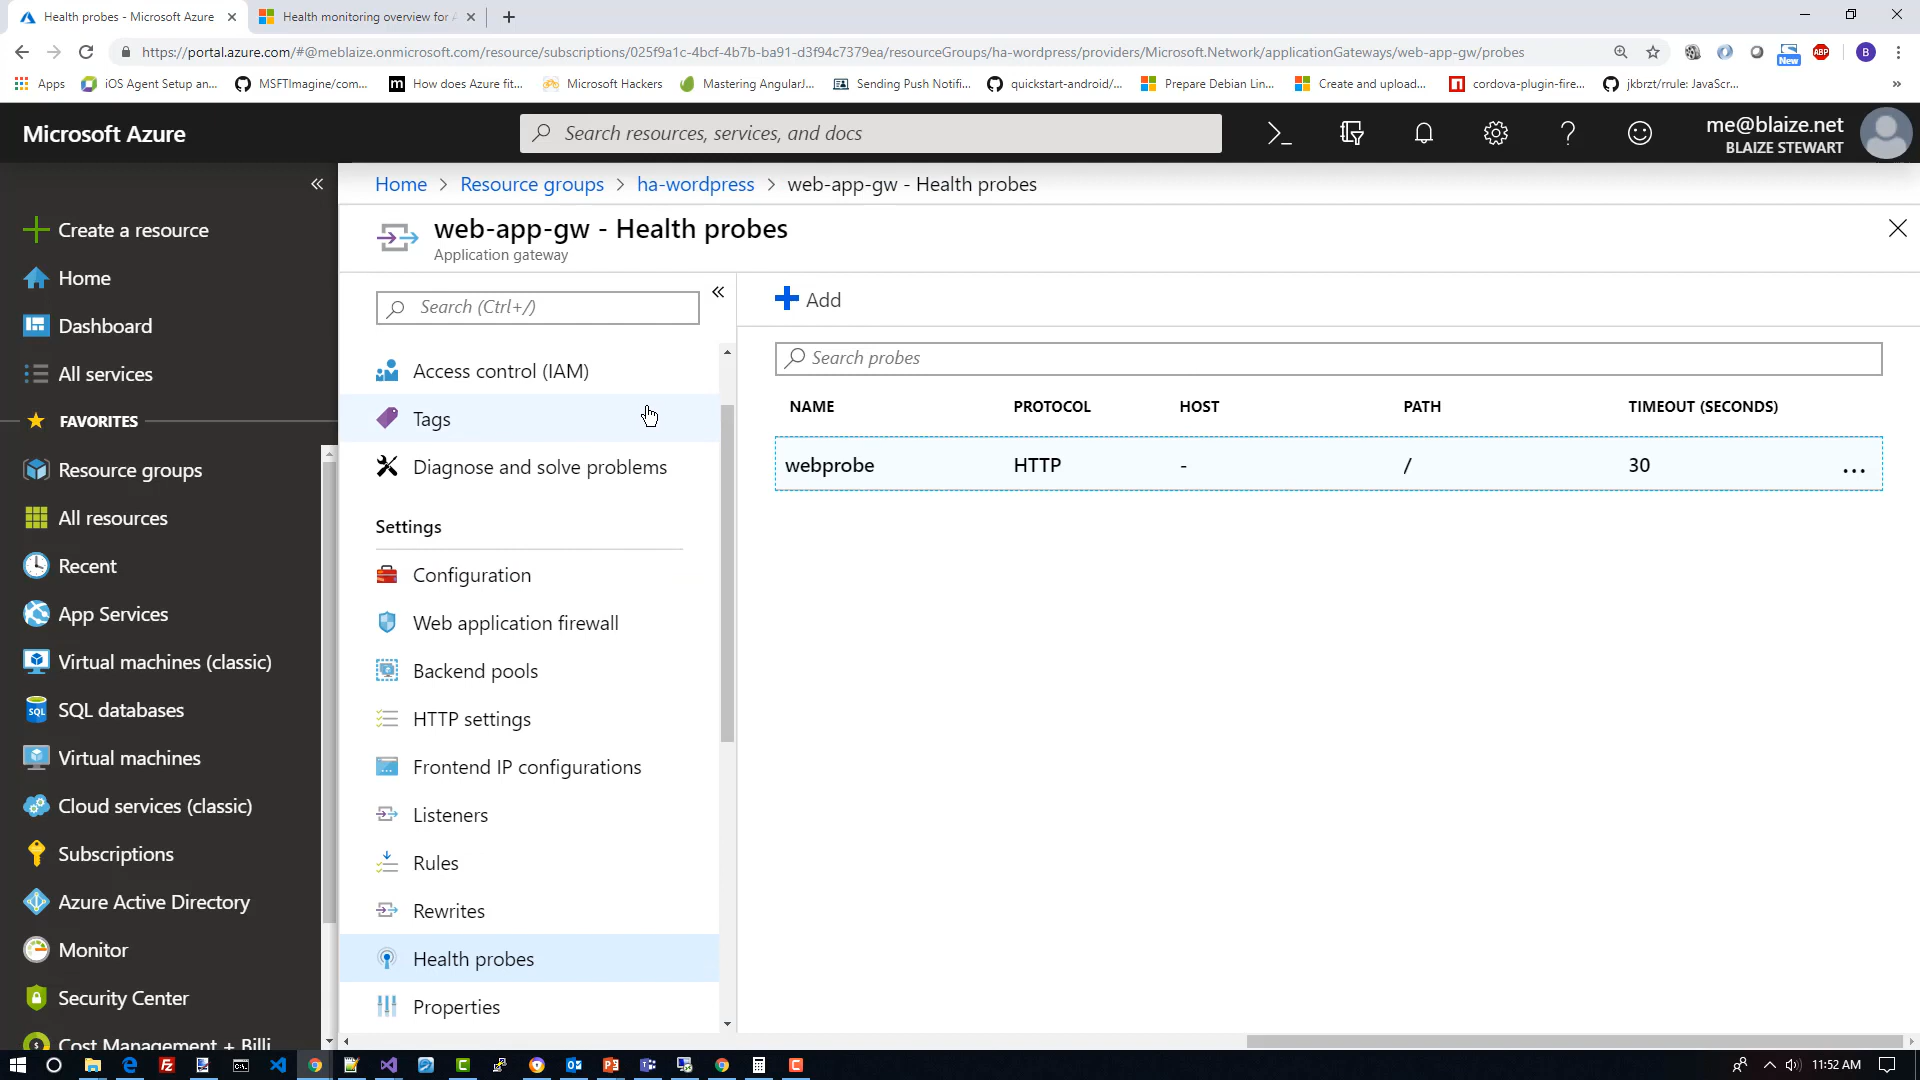 Health probes - Microsoft Azure
Health monitoring overview for A
https://portal.azure.com/#@meblaize.onmicrosoft.com/resource/subscriptions/025f9a1c-4bcf-4b7b-ba91-d3f94c7379ea/resourceGroups/ha-wordpress/providers/Microsoft.Network/applicationGateways/web-app-gw/probes
New
ABP
B
Apps
iOS Agent Setup an...
MSFTImagine/com...
m
How does Azure fit...
Microsoft Hackers
Mastering AngularJ...
Sending Push Notifi...
quickstart-android/...
Prepare Debian Lin...
Create and upload...
cordova-plugin-fire...
jkbrzt/rrule: JavaScr...
Microsoft Azure
Search resources, services, and docs
me@blaize.net
BLAIZE STEWART
Home > Resource groups > ha-wordpress > web-app-gw - Health probes
web-app-gw - Health probes
Application gateway
Create a resource
Home
Dashboard
All services
FAVORITES
Resource groups
All resources
Recent
App Services
Virtual machines (classic)
SQL
SQL databases
Virtual machines
Cloud services (classic)
Subscriptions
Azure Active Directory
Monitor
Security Center
Cost Management + Billi
Search (Ctrl+/)
Access control (IAM)
Tags
Diagnose and solve problems
Settings
Configuration
Web application firewall
Backend pools
HTTP settings
Frontend IP configurations
Listeners
Rules
Rewrites
Health probes
Properties
Add
Search probes
NAME PROTOCOL HOST PATH TIMEOUT (SECONDS)
webprobe HTTP - / 30 ...
11:52 AM